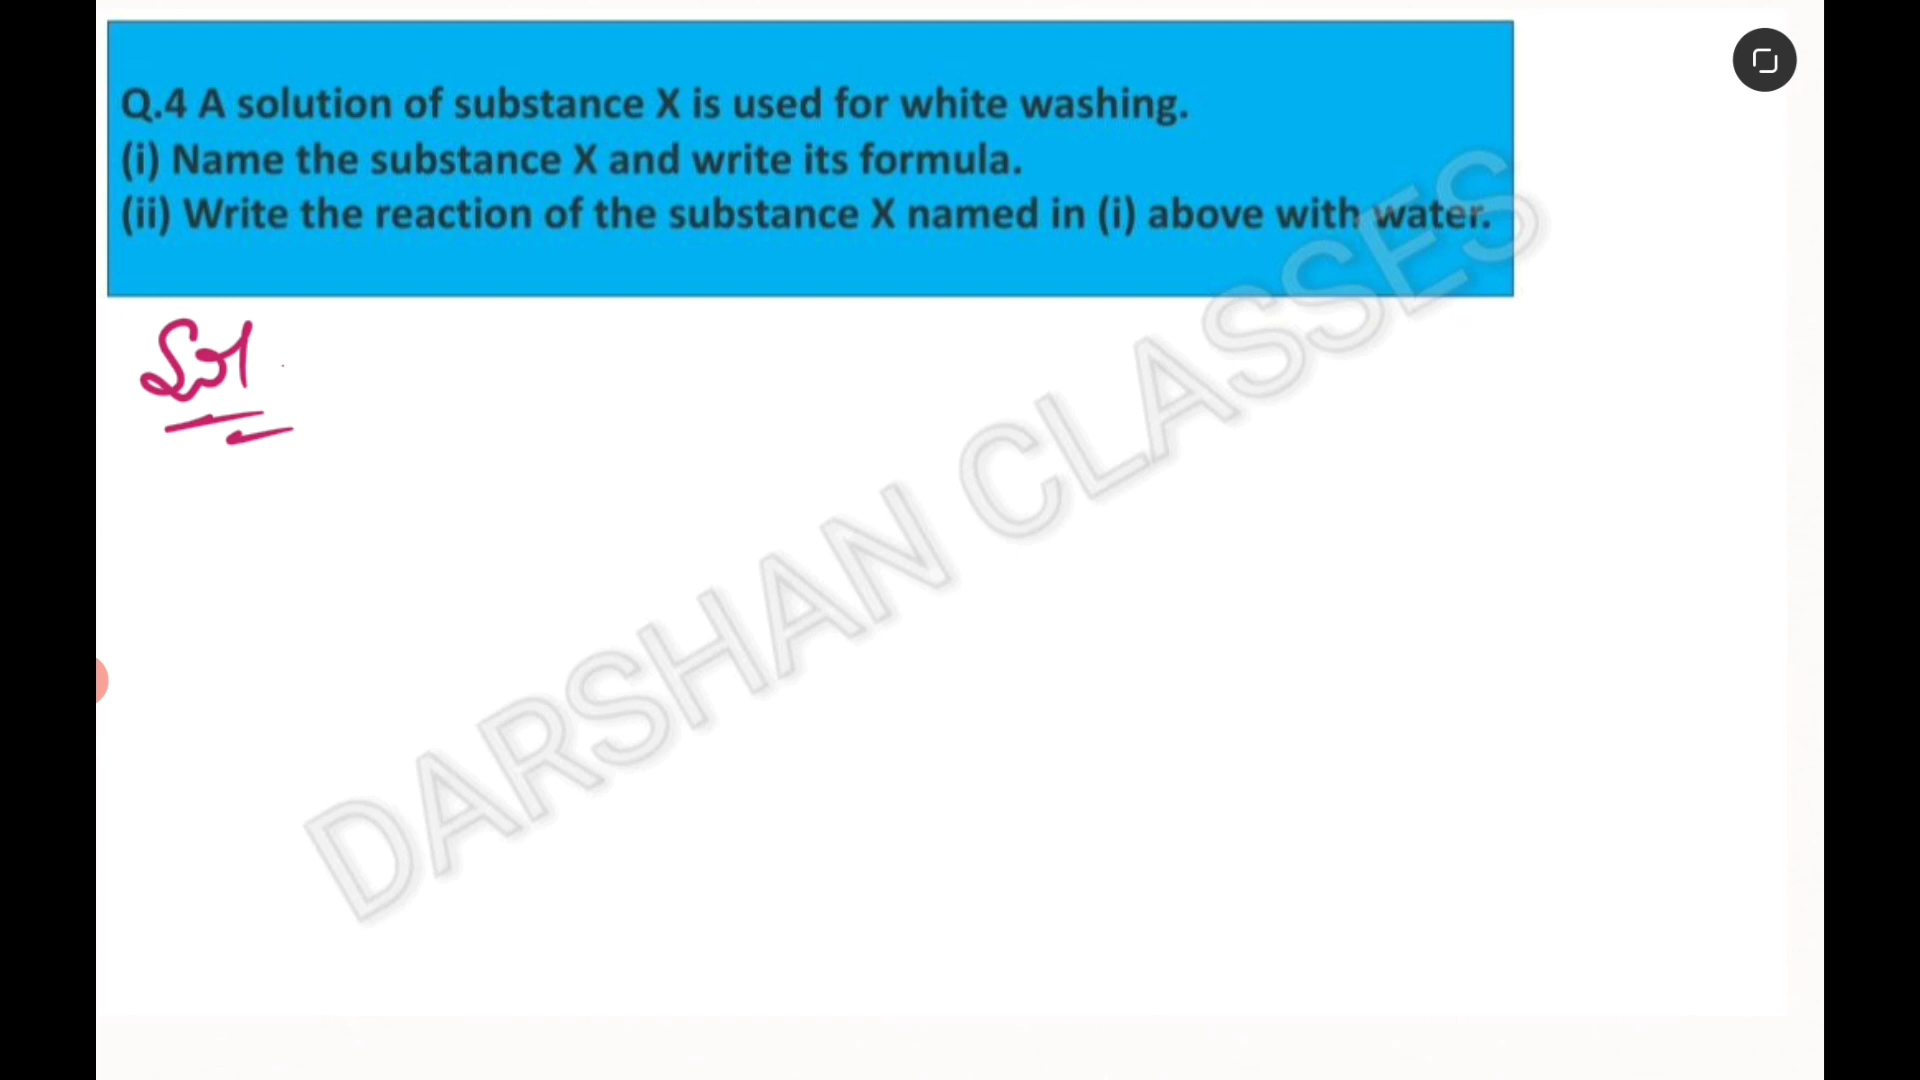 Q.4 A solution of substance X is used for white washing.
(i) Name the substance X and write its formula.
(ii) Write the reaction of the substance X named in (i) above with water.
Sol
DARSHAN CLASSES